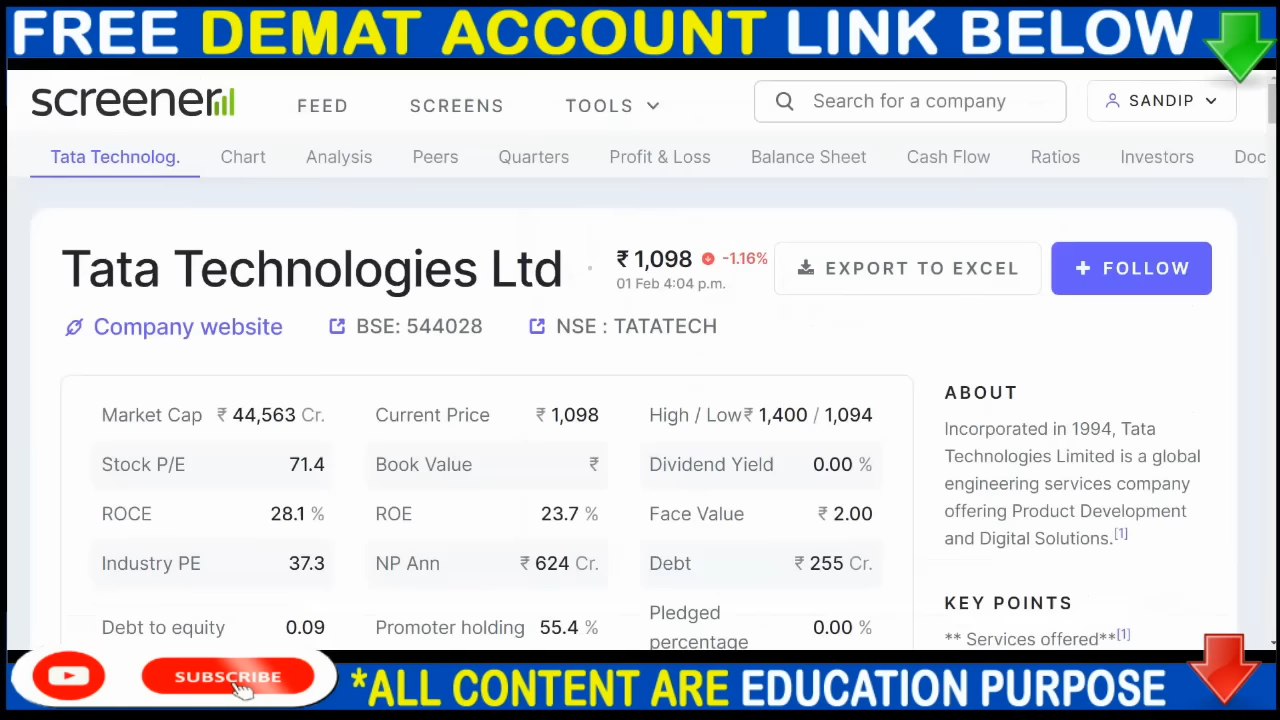 FREE DEMAT ACCOUNT LINK BELOW
screener
FEED SCREENS TOOLS
Search for a company
SANDIP
Tata Technolog. Chart Analysis Peers Quarters Profit & Loss Balance Sheet Cash Flow Ratios Investors Doc
Tata Technologies Ltd
₹ 1,098 -1.16%
01 Feb 4:04 p.m.
EXPORT TO EXCEL
+ FOLLOW
Company website BSE: 544028 NSE : TATATECH
Market Cap ₹ 44,563 Cr. Current Price ₹ 1,098 High / Low ₹ 1,400 / 1,094
Stock P/E 71.4 Book Value ₹ Dividend Yield 0.00 %
ROCE 28.1 % ROE 23.7 % Face Value ₹ 2.00
Industry PE 37.3 NP Ann ₹ 624 Cr. Debt ₹ 255 Cr.
Debt to equity 0.09 Promoter holding 55.4 % Pledged percentage 0.00 %
ABOUT
Incorporated in 1994, Tata
Technologies Limited is a global
engineering services company
offering Product Development
and Digital Solutions.[1]
KEY POINTS
** Services offered**[1]
SUBSCRIBE
*ALL CONTENT ARE EDUCATION PURPOSE